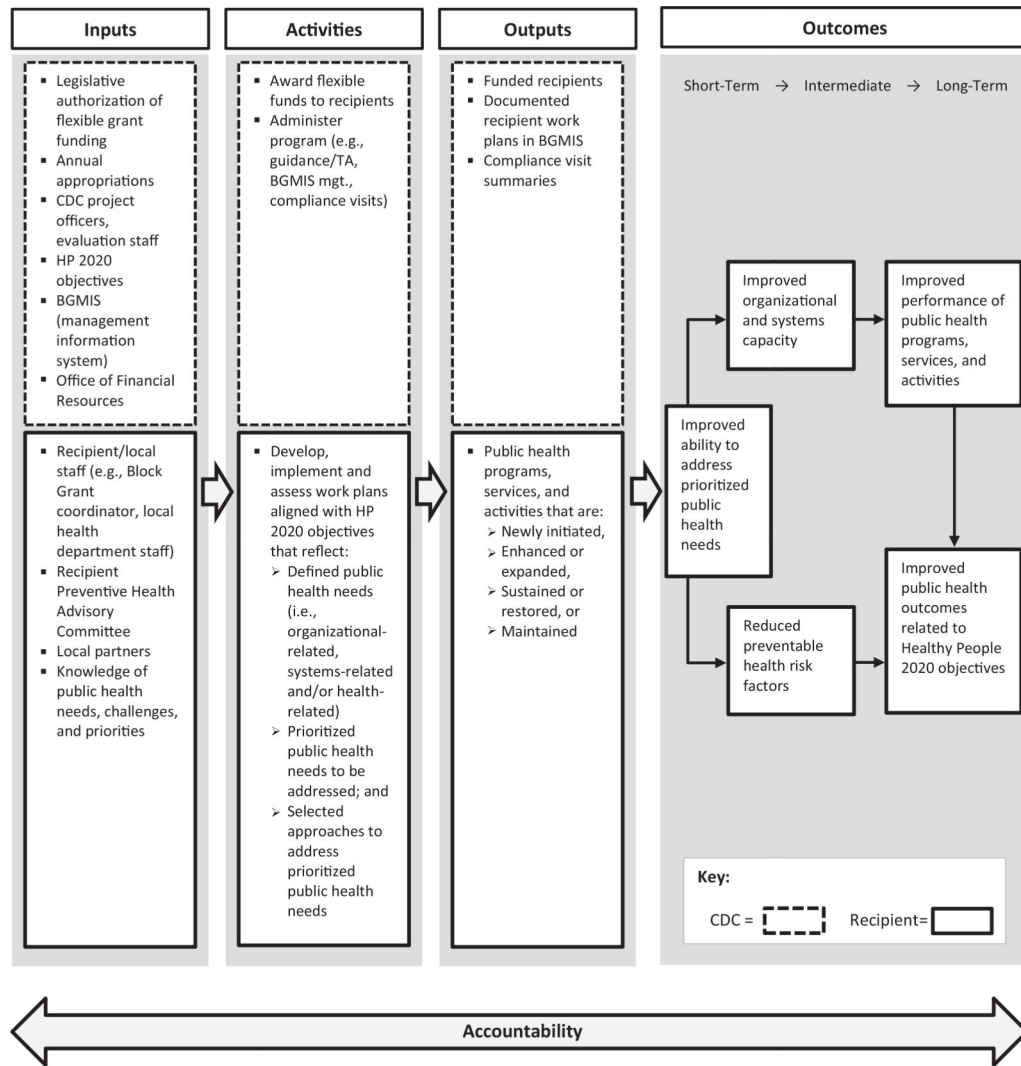 Inputs
Activities
Outputs
Outcomes
▪ Legislative
authorization of
flexible grant
funding
▪ Annual
appropriations
▪ CDC project
officers,
evaluation staff
▪ HP 2020
objectives
▪ BGMIS
(management
information
system)
▪ Office of Financial
Resources
▪ Recipient/local
staff (e.g., Block
Grant
coordinator, local
health
department staff)
▪ Recipient
Preventive Health
Advisory
Committee
▪ Local partners
▪ Knowledge of
public health
needs, challenges,
and priorities
▪ Award flexible
funds to recipients
▪ Administer
program (e.g.,
guidance/TA,
BGMIS mgt.,
compliance visits)
▪ Develop,
implement and
assess work plans
aligned with HP
2020 objectives
that reflect:
➢ Defined public
health needs
(i.e.,
organizational-
related,
systems-related
and/or health-
related)
➢ Prioritized
public health
needs to be
addressed; and
➢ Selected
approaches to
address
prioritized
public health
needs
▪ Funded recipients
▪ Documented
recipient work
plans in BGMIS
▪ Compliance visit
summaries
▪ Public health
programs,
services, and
activities that are:
➢ Newly initiated,
➢ Enhanced or
expanded,
➢ Sustained or
restored, or
➢ Maintained
Short-Term → Intermediate → Long-Term
Improved
ability to
address
prioritized
public
health
needs
Improved
organizational
and systems
capacity
Improved
performance of
public health
programs,
services, and
activities
Reduced
preventable
health risk
factors
Improved
public health
outcomes
related to
Healthy People
2020 objectives
Key:
CDC = Recipient=
Accountability